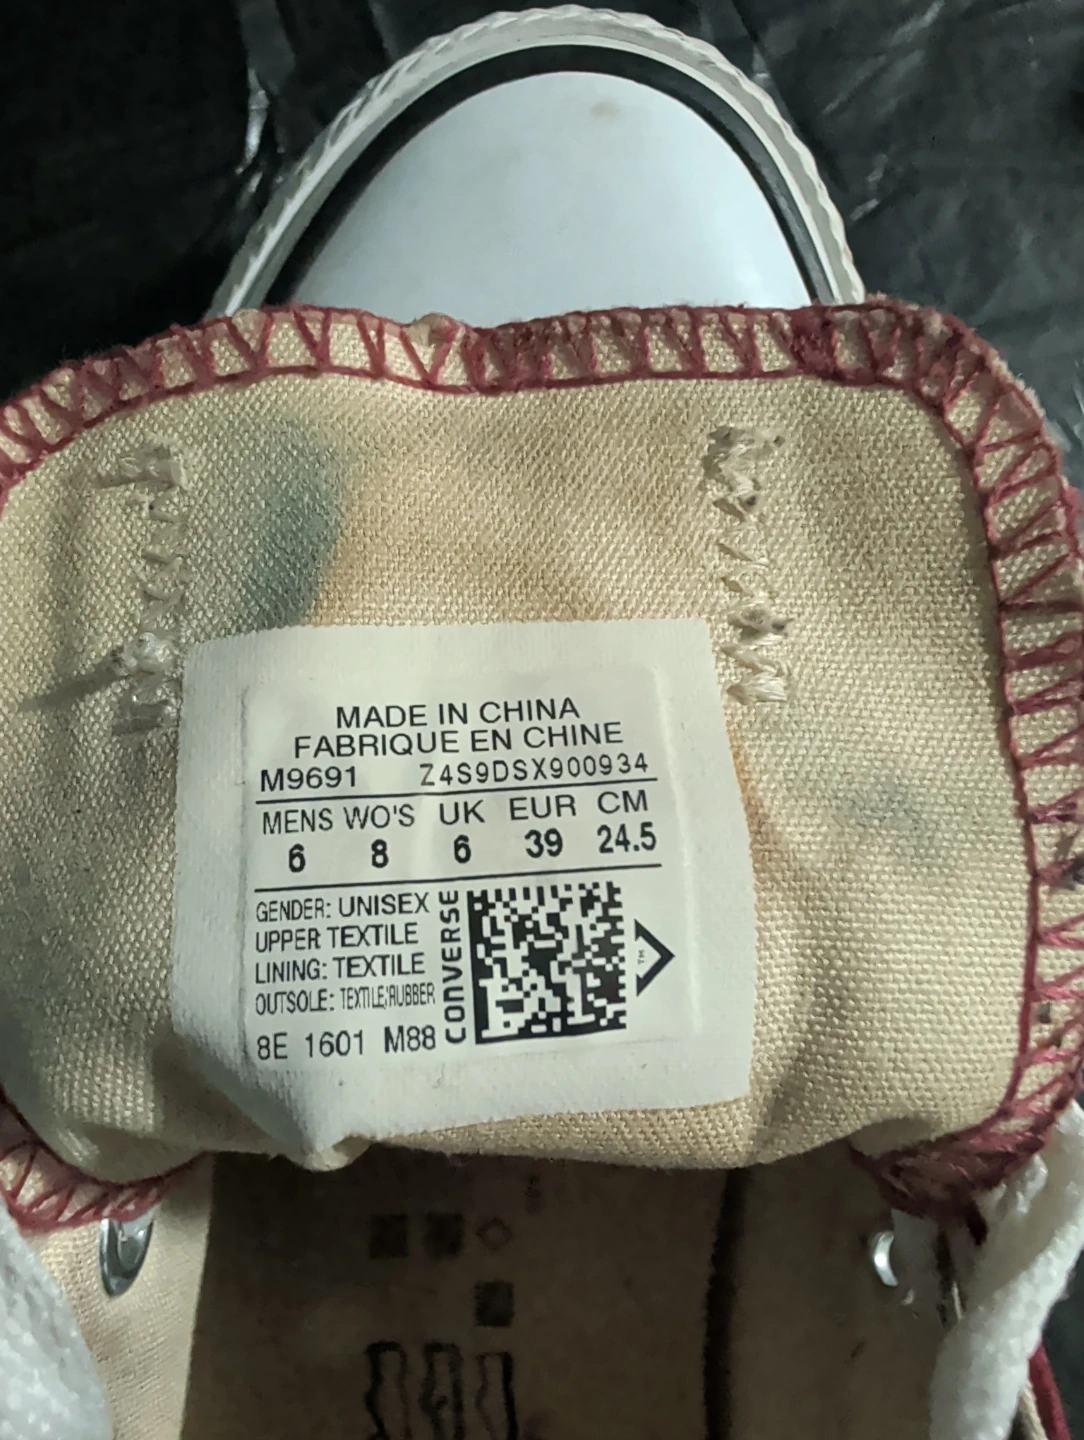 MADE IN CHINA
FABRIQUE EN CHINE
M9691 Z4S9DSX900934
MENS WO'S UK EUR CM
6 8 6 39 24.5
GENDER: UNISEX
UPPER TEXTILE
LINING: TEXTILE
OUTSOLE: TEXTILE/RUBBER
8E 1601 M88
CONVERSE
TM